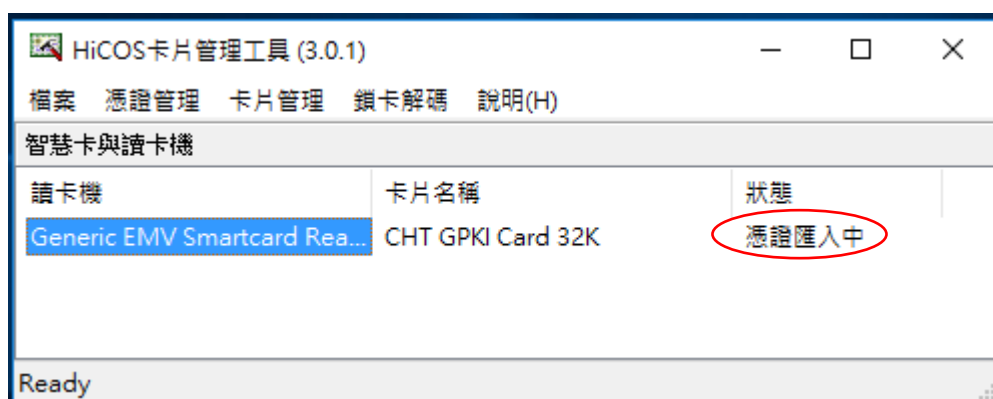 HiCOS卡片管理工具 (3.0.1)
檔案 憑證管理 卡片管理 鎖卡解碼 說明(H)
智慧卡與讀卡機
讀卡機 卡片名稱 狀態
Generic EMV Smartcard Rea... CHT GPKI Card 32K 憑證匯入中
Ready